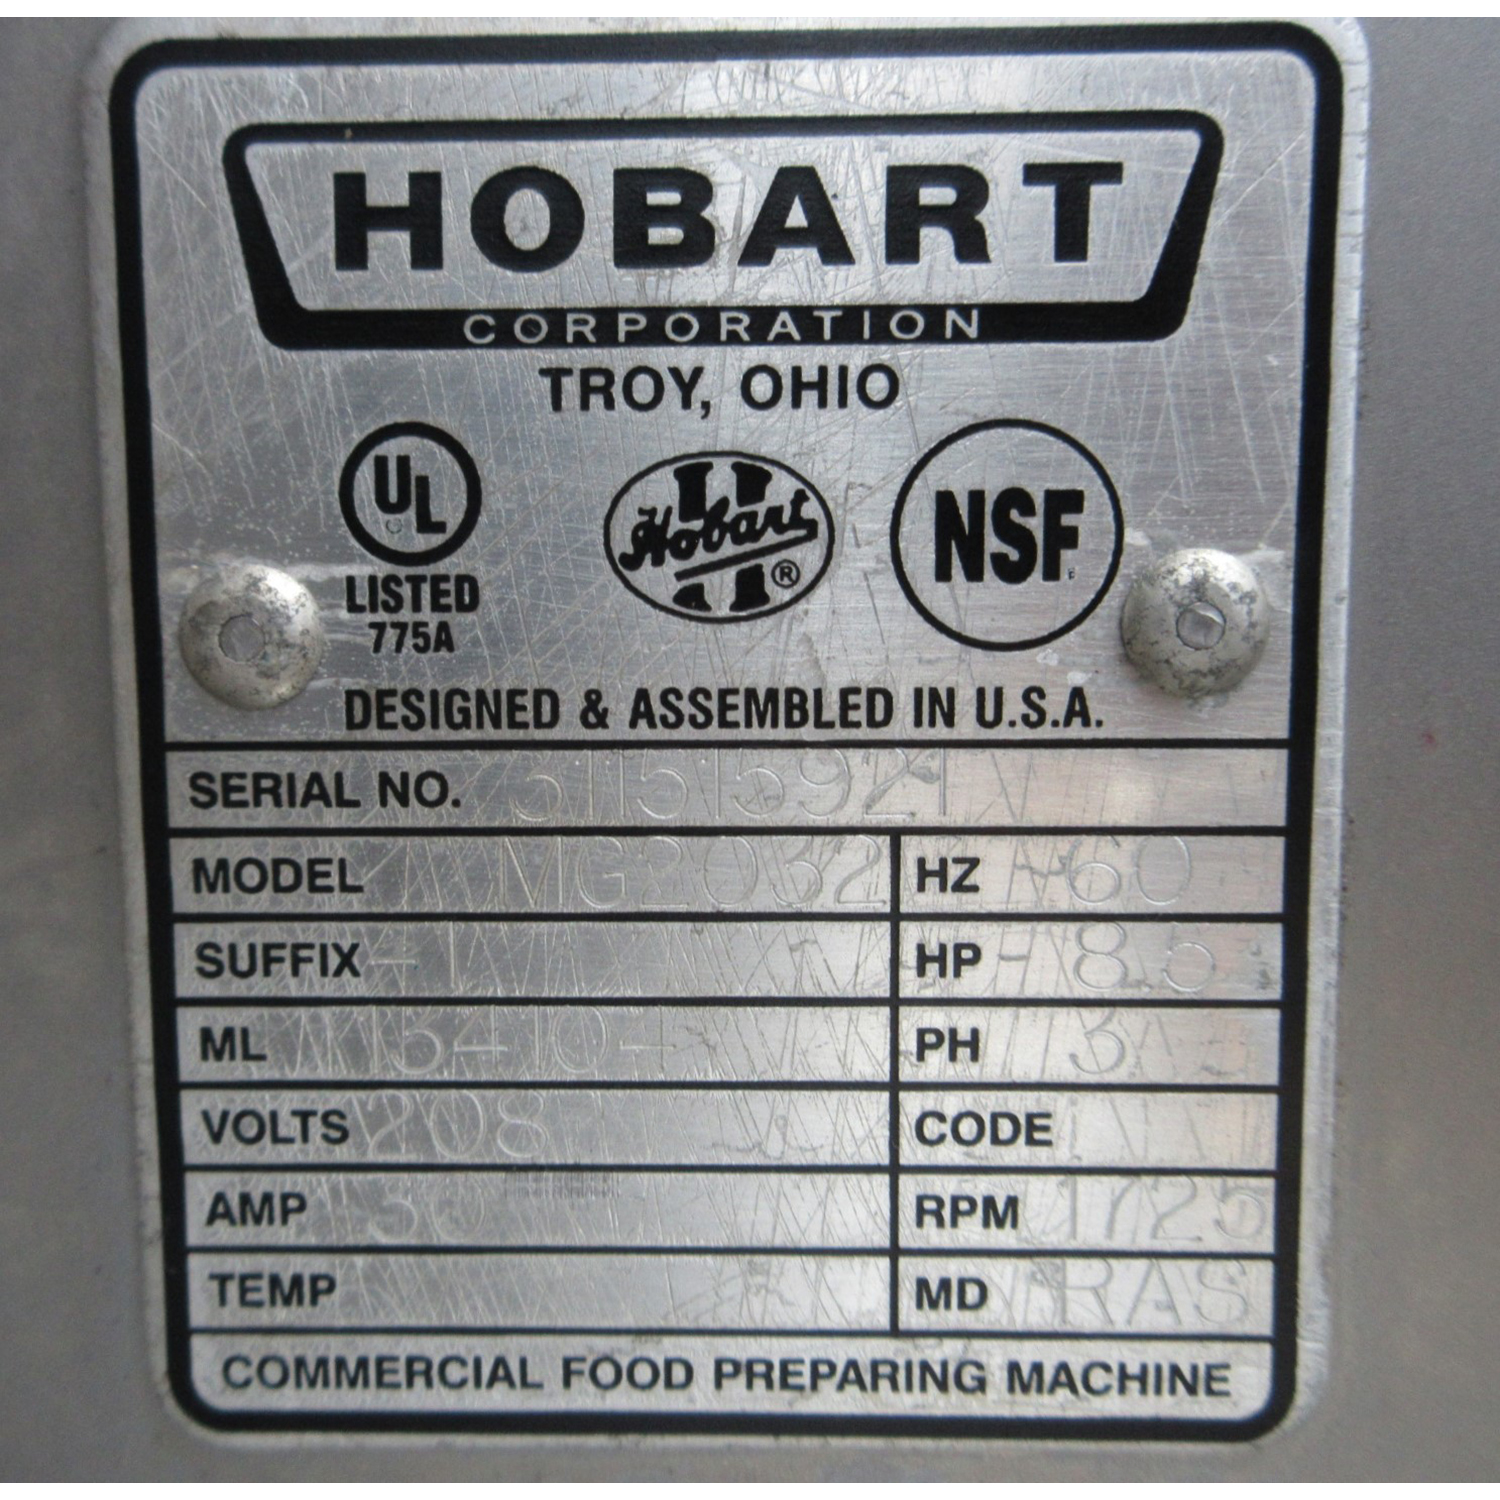 HOBART
CORPORATION
TROY, OHIO
UL
LISTED
775A
Hobart ®
NSF
DESIGNED & ASSEMBLED IN U.S.A.
SERIAL NO. 311515921
MODEL MG2032 HZ 60
SUFFIX -1 HP 8.5
ML 134104 PH 3
VOLTS 208 CODE
AMP 30 RPM 1725
TEMP MD RAS
COMMERCIAL FOOD PREPARING MACHINE